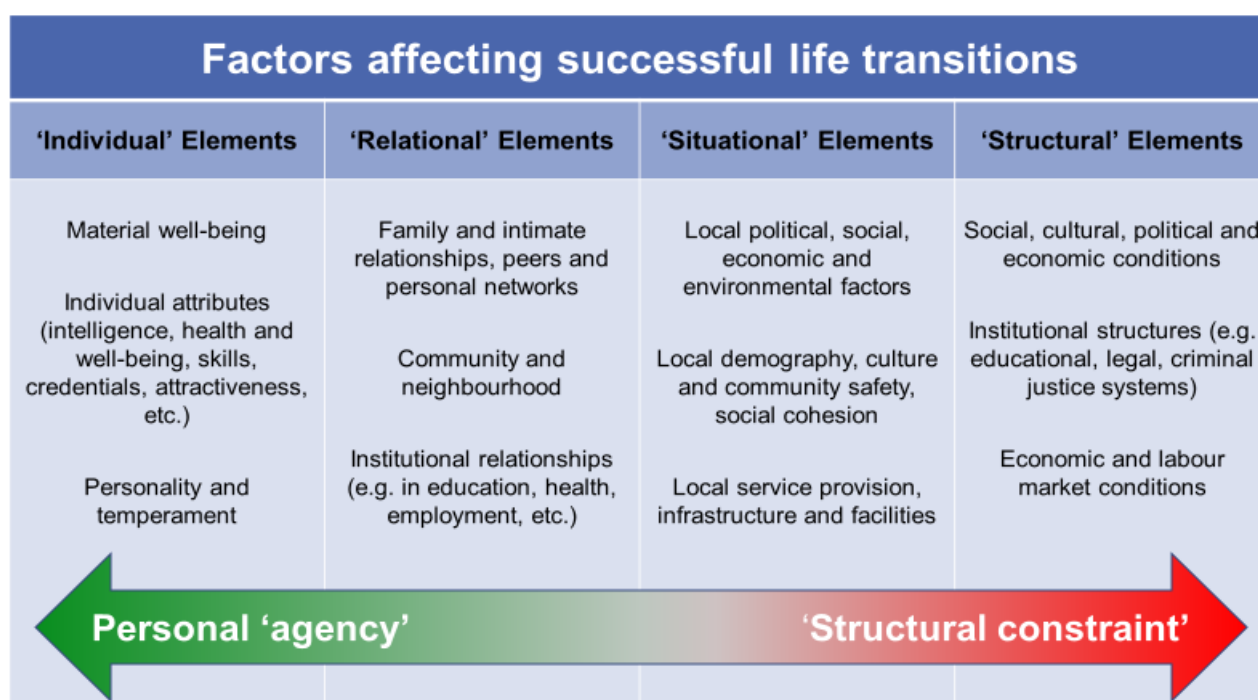 Factors affecting successful life transitions
‘Individual’ Elements
Material well-being
Individual attributes
(intelligence, health and
well-being, skills,
credentials, attractiveness,
etc.)
Personality and
temperament
‘Relational’ Elements
Family and intimate
relationships, peers and
personal networks
Community and
neighbourhood
Institutional relationships
(e.g. in education, health,
employment, etc.)
‘Situational’ Elements
Local political, social,
economic and
environmental factors
Local demography, culture
and community safety,
social cohesion
Local service provision,
infrastructure and facilities
‘Structural’ Elements
Social, cultural, political and
economic conditions
Institutional structures (e.g.
educational, legal, criminal
justice systems)
Economic and labour
market conditions
Personal ‘agency’
‘Structural constraint’